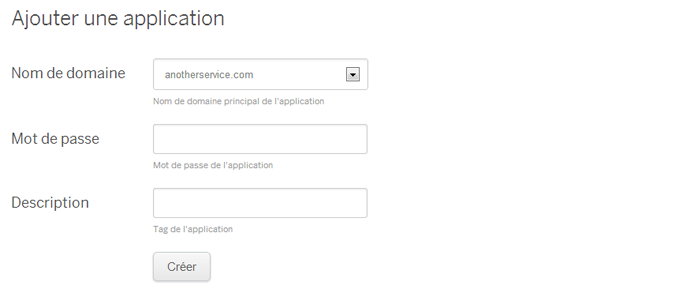 Ajouter une application
Nom de domaine
anotherservice.com
Nom de domaine principal de l'application
Mot de passe
Mot de passe de l'application
Description
Tag de l'application
Créer